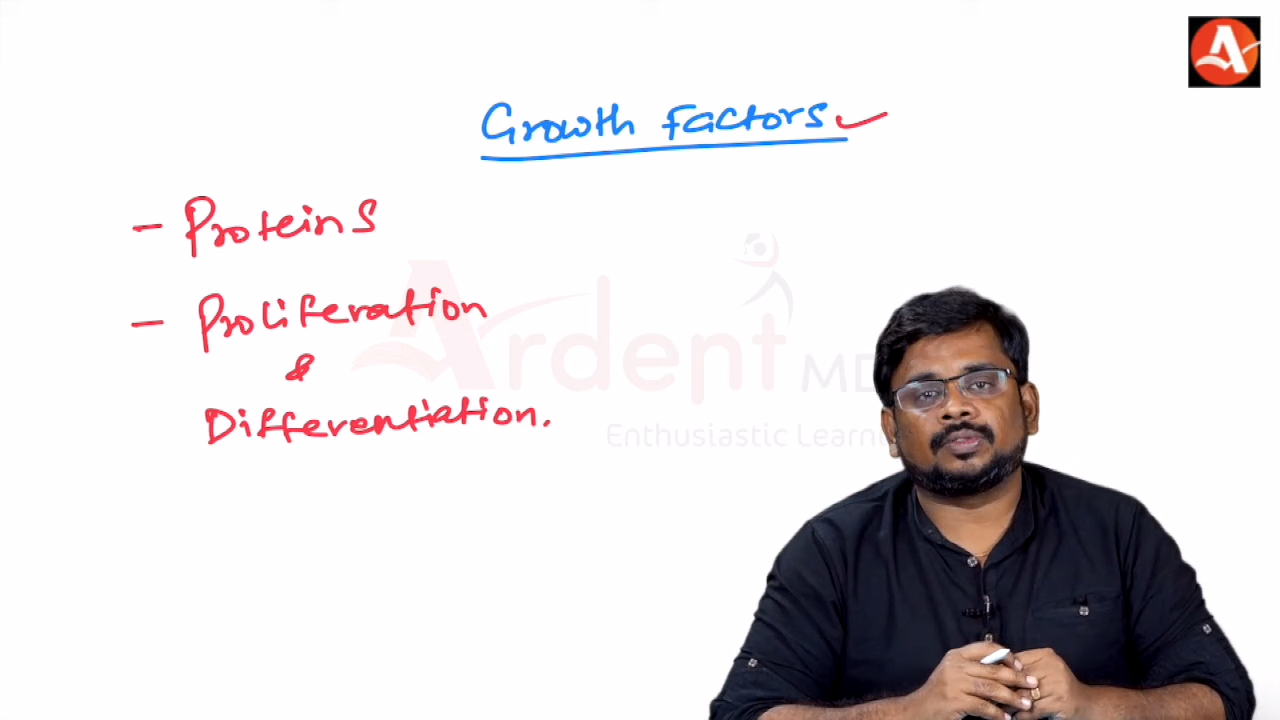 Growth Factors
- Proteins
- Proliferation
&
Differentiation.
Ardent MD
Enthusiastic Learn